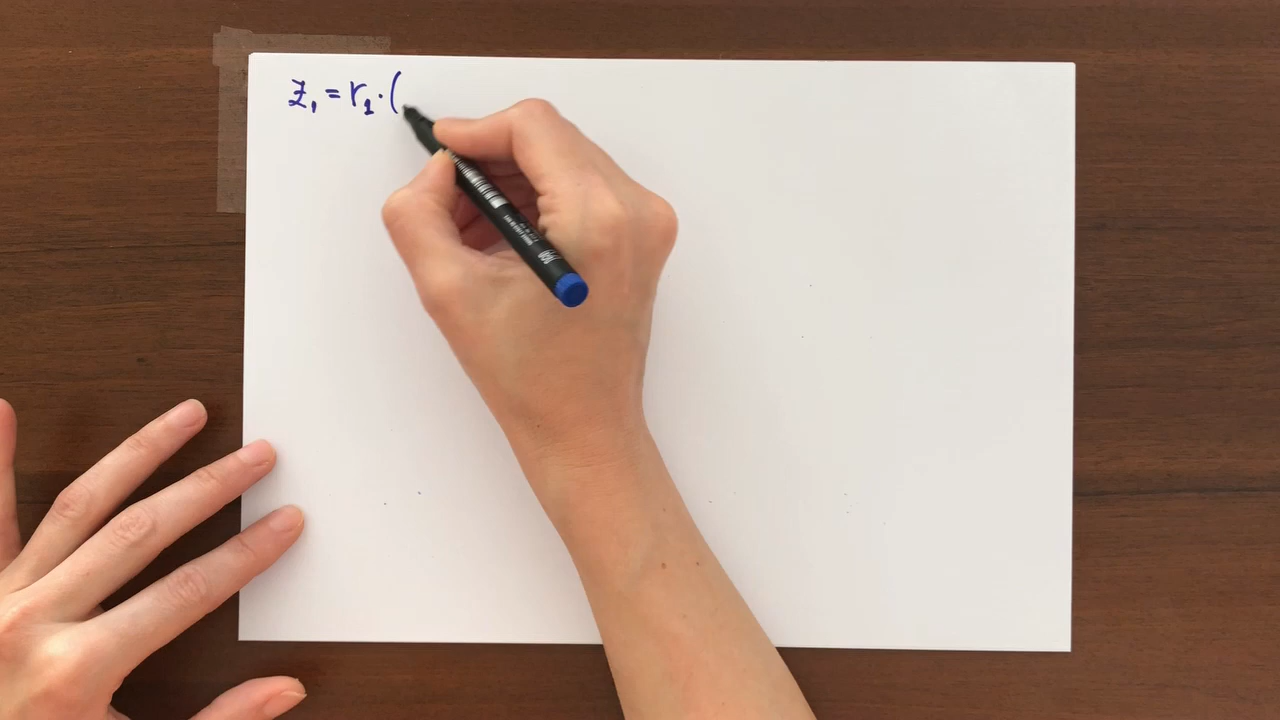 z₁ = r₁ · (